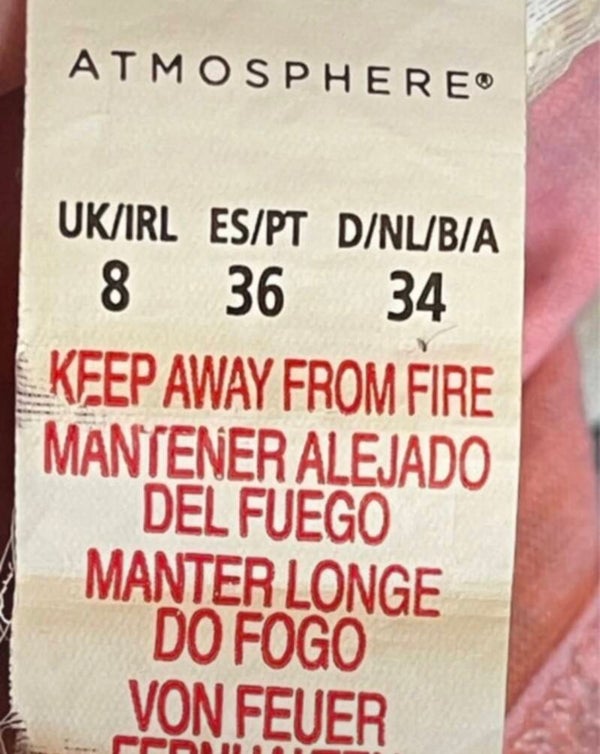 ATMOSPHERE®
UK/IRL ES/PT D/NL/B/A
8 36 34
KEEP AWAY FROM FIRE
MANTENER ALEJADO
DEL FUEGO
MANTER LONGE
DO FOGO
VON FEUER